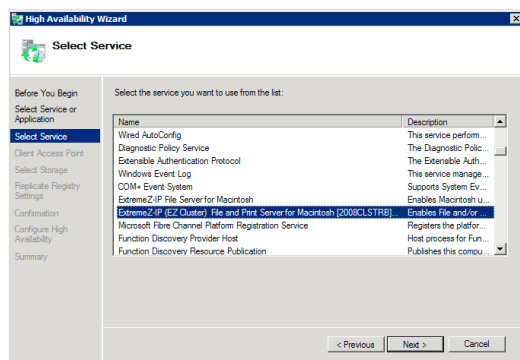 High Availability Wizard
Select Service
Before You Begin
Select Service or
Application
Select Service
Client Access Point
Select Storage
Replicate Registry
Settings
Confirmation
Configure High
Availability
Summary
Select the service you want to use from the list:
Name Description
Wired AutoConfig This service perform...
Diagnostic Policy Service The Diagnostic Polic...
Extensible Authentication Protocol The Extensible Auth...
Windows Event Log This service manage...
COM+ Event System Supports System Ev...
ExtremeZ-IP File Server for Macintosh Enables Macintosh u...
ExtremeZ-IP (EZ Cluster) File and Print Server for Macintosh [2008CLSTRB]... Enables File and/or ...
Microsoft Fibre Channel Platform Registration Service Registers the platfor...
Function Discovery Provider Host Host process for Fun...
Function Discovery Resource Publication Publishes this compu...
< Previous Next > Cancel